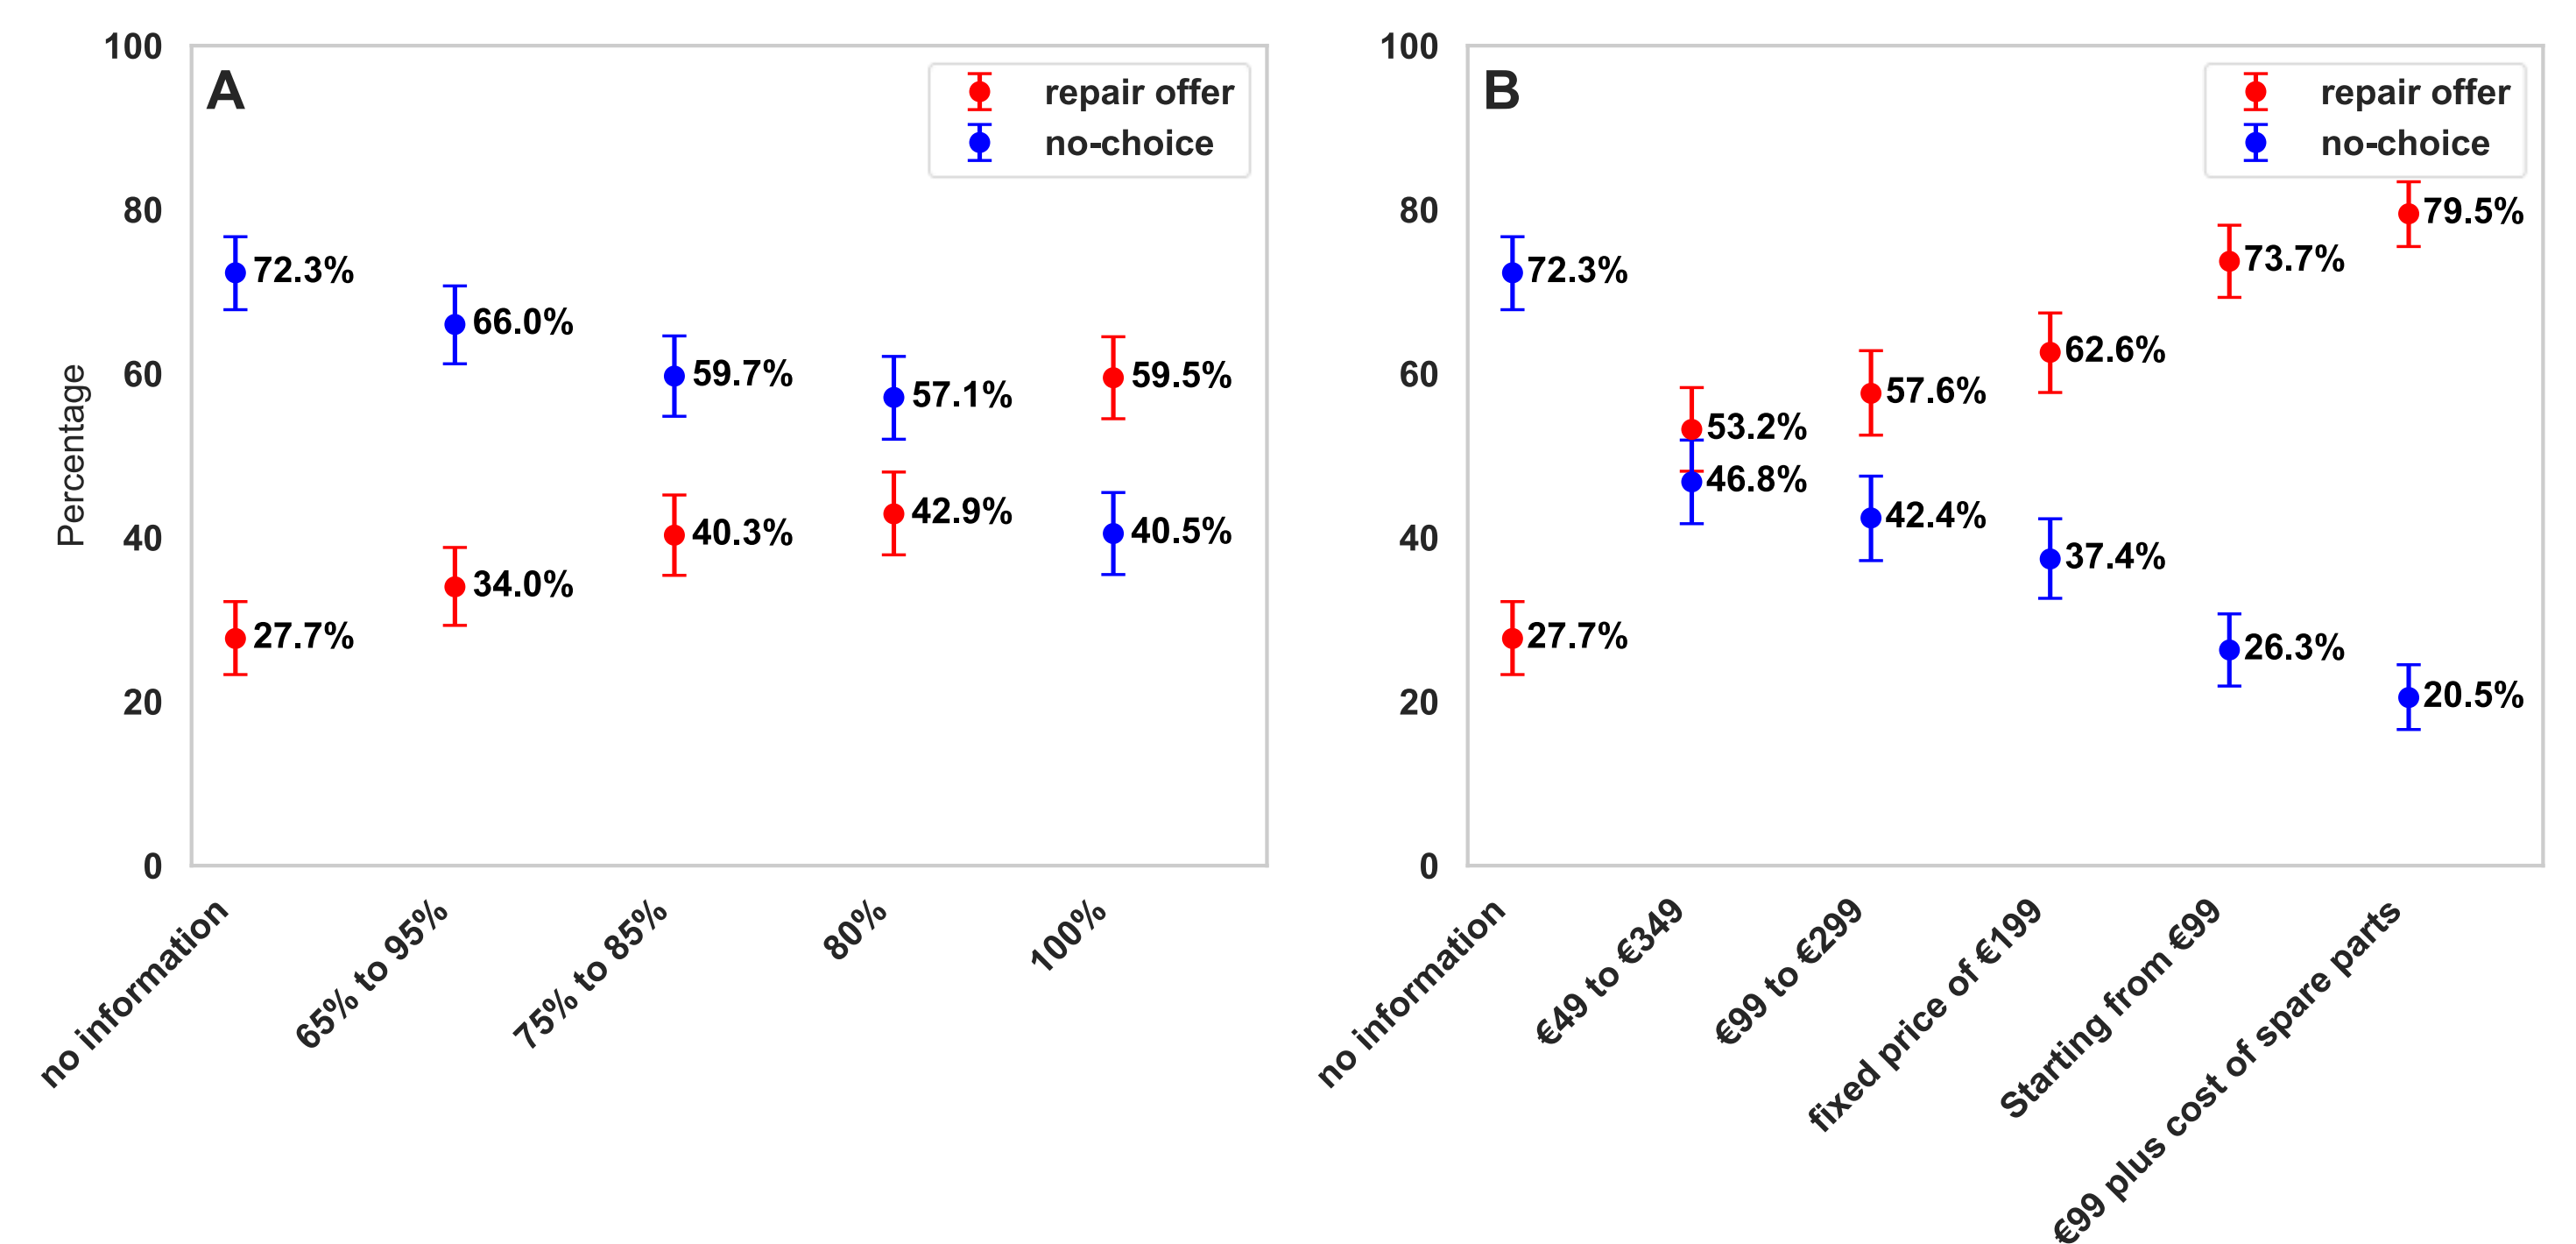 A
repair offer
no-choice
Percentage
100
80
60
40
20
0
72.3%
66.0%
59.7%
57.1%
59.5%
27.7%
34.0%
40.3%
42.9%
40.5%
no information
65% to 95%
75% to 85%
80%
100%
B
repair offer
no-choice
100
80
60
40
20
0
72.3%
53.2%
57.6%
62.6%
73.7%
79.5%
27.7%
46.8%
42.4%
37.4%
26.3%
20.5%
no information
€49 to €349
€99 to €299
fixed price of €199
Starting from €99
€99 plus cost of spare parts